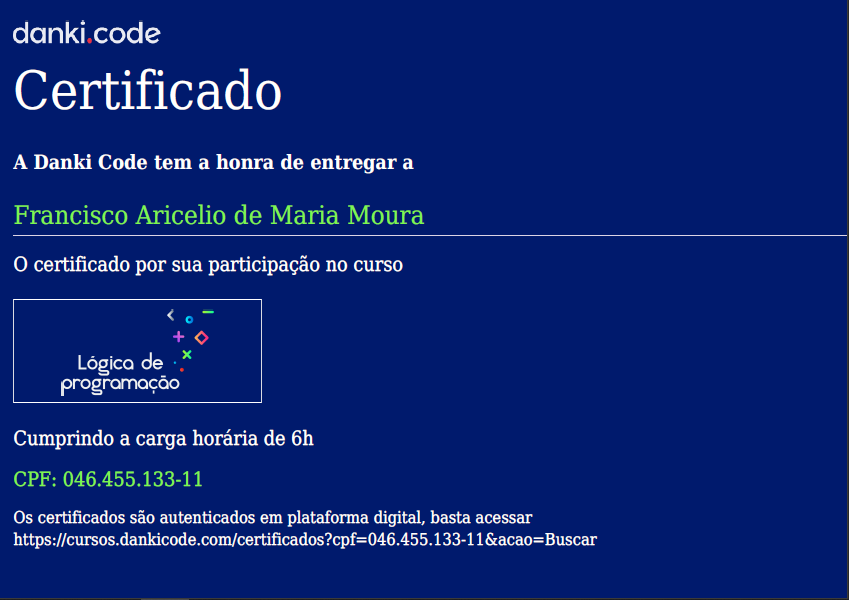 danki.code
Certificado
A Danki Code tem a honra de entregar a
Francisco Aricelio de Maria Moura
O certificado por sua participação no curso
Lógica de
programação
Cumprindo a carga horária de 6h
CPF: 046.455.133-11
Os certificados são autenticados em plataforma digital, basta acessar
https://cursos.dankicode.com/certificados?cpf=046.455.133-11&acao=Buscar